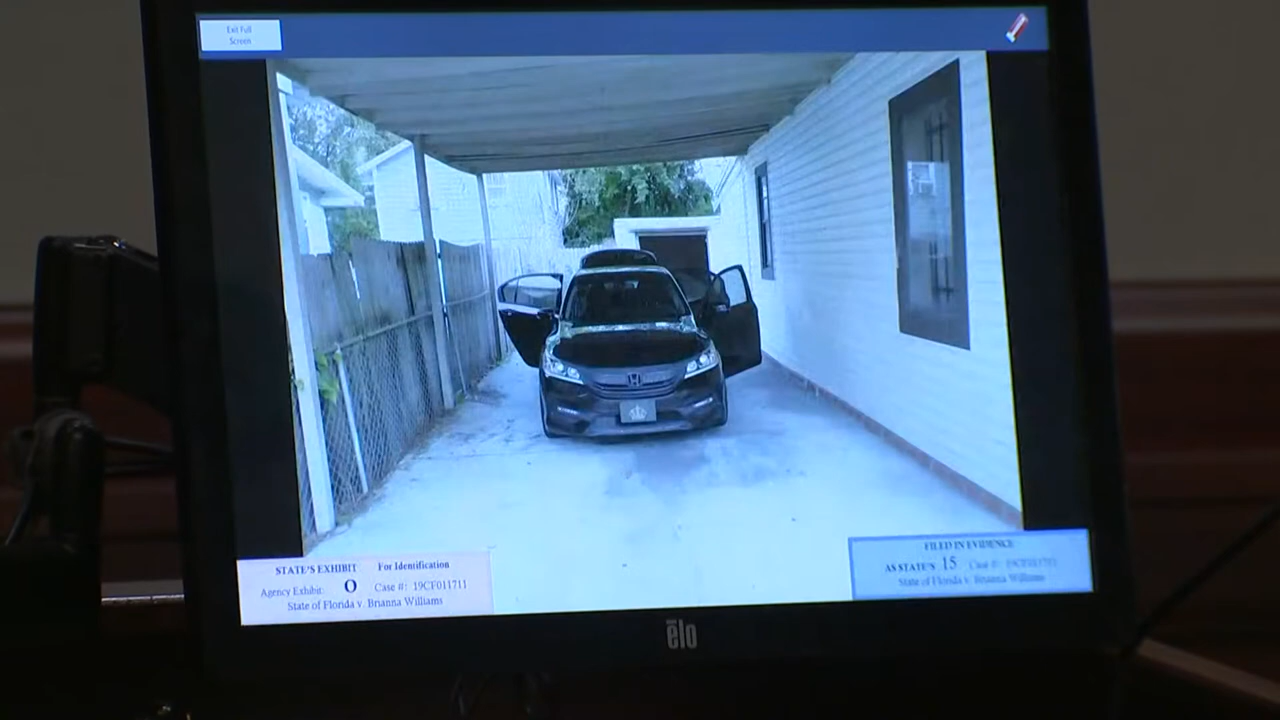 Exit Full
Screen
STATE'S EXHIBIT For Identification
Agency Exhibit: O Case #: 19CF011711
State of Florida v. Brianna Williams
FILED IN EVIDENCE
AS STATE'S 15 Case #: 19CF011711
State of Florida v. Brianna Williams
elo